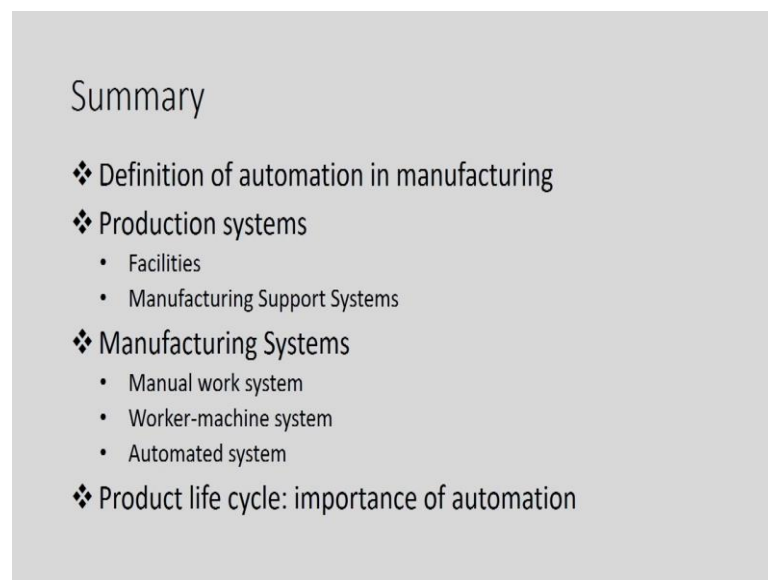 Summary
❖ Definition of automation in manufacturing
❖ Production systems
• Facilities
• Manufacturing Support Systems
❖ Manufacturing Systems
• Manual work system
• Worker-machine system
• Automated system
❖ Product life cycle: importance of automation